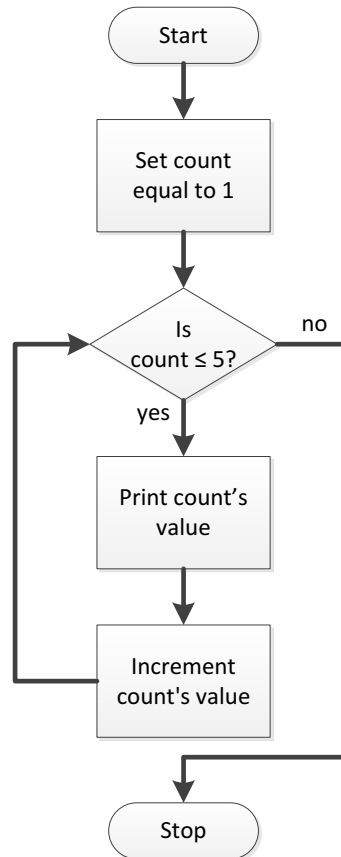 Start
Set count
equal to 1
Is
count ≤ 5?
no
yes
Print count’s
value
Increment
count's value
Stop